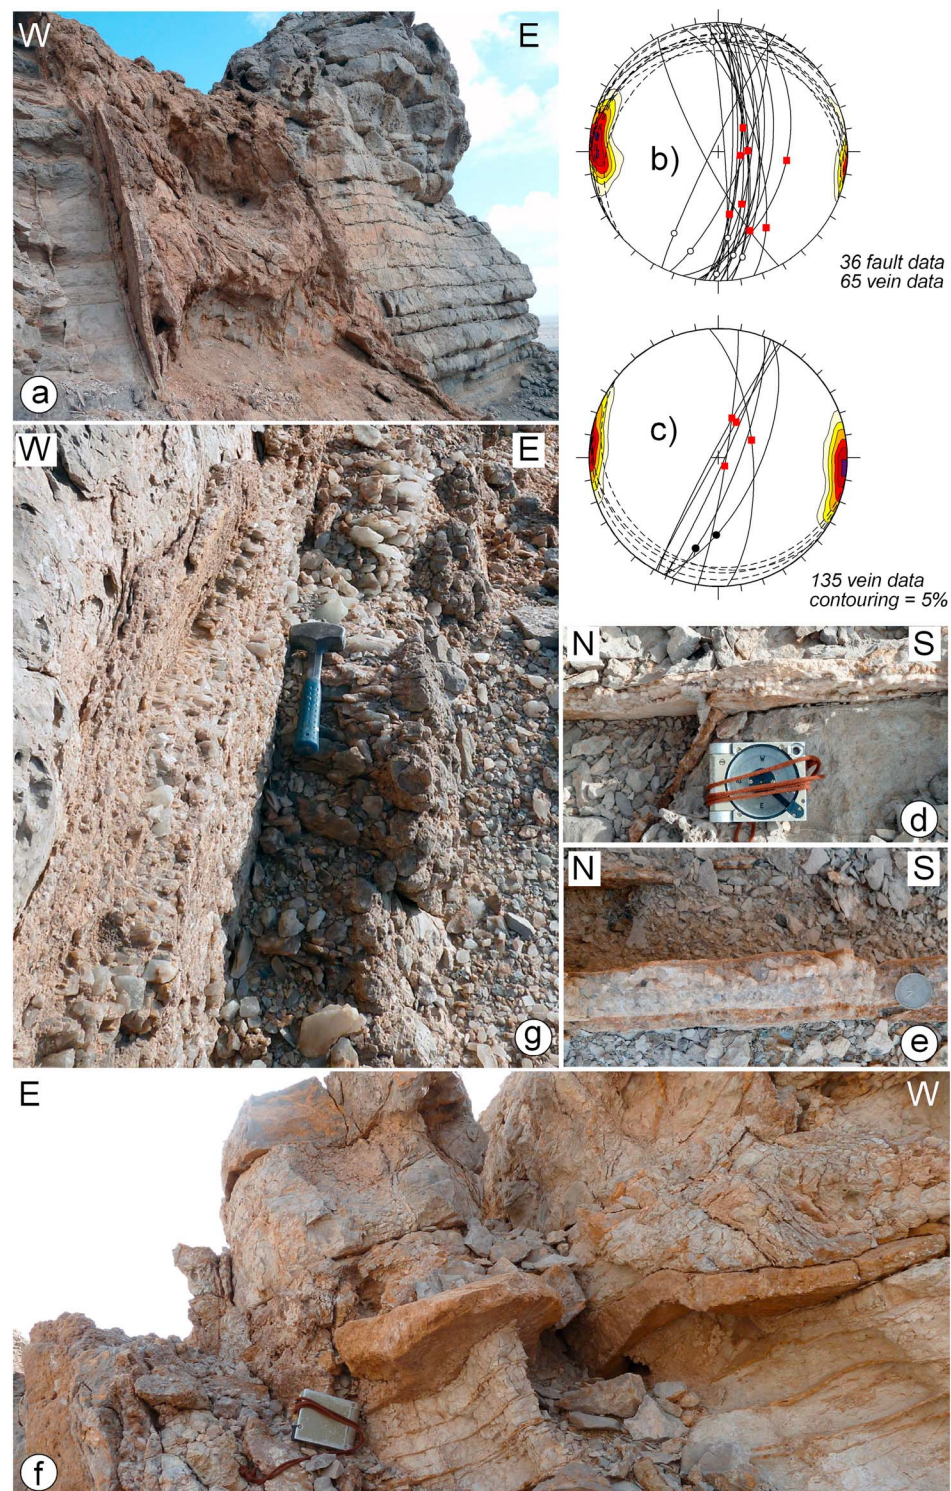 W E
a
b)
36 fault data
65 vein data
c)
135 vein data
contouring = 5%
W E
g
N S
d
N S
e
E W
f